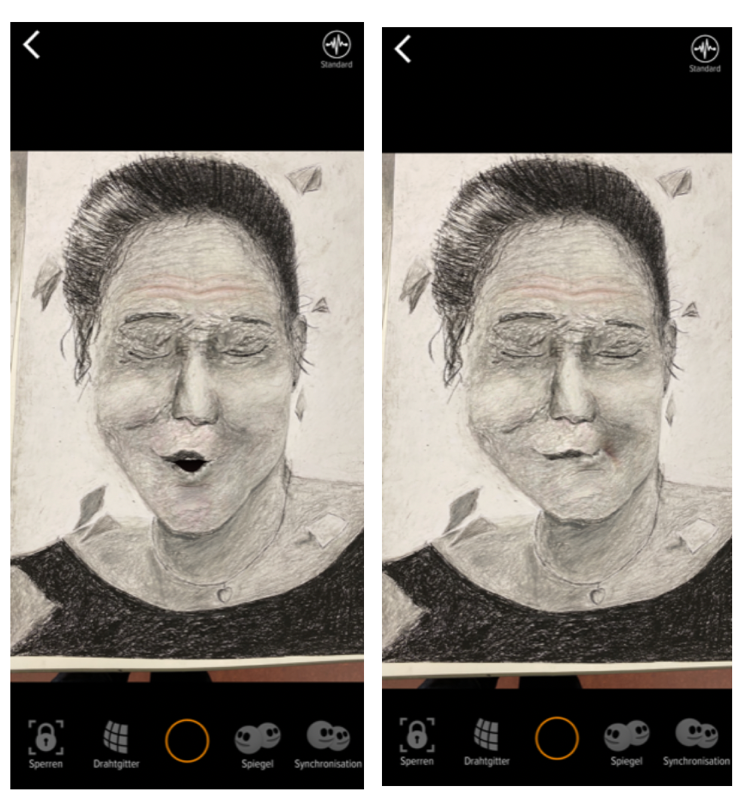 Standard
Sperren
Drahtgitter
Spiegel
Synchronisation
Standard
Sperren
Drahtgitter
Spiegel
Synchronisation